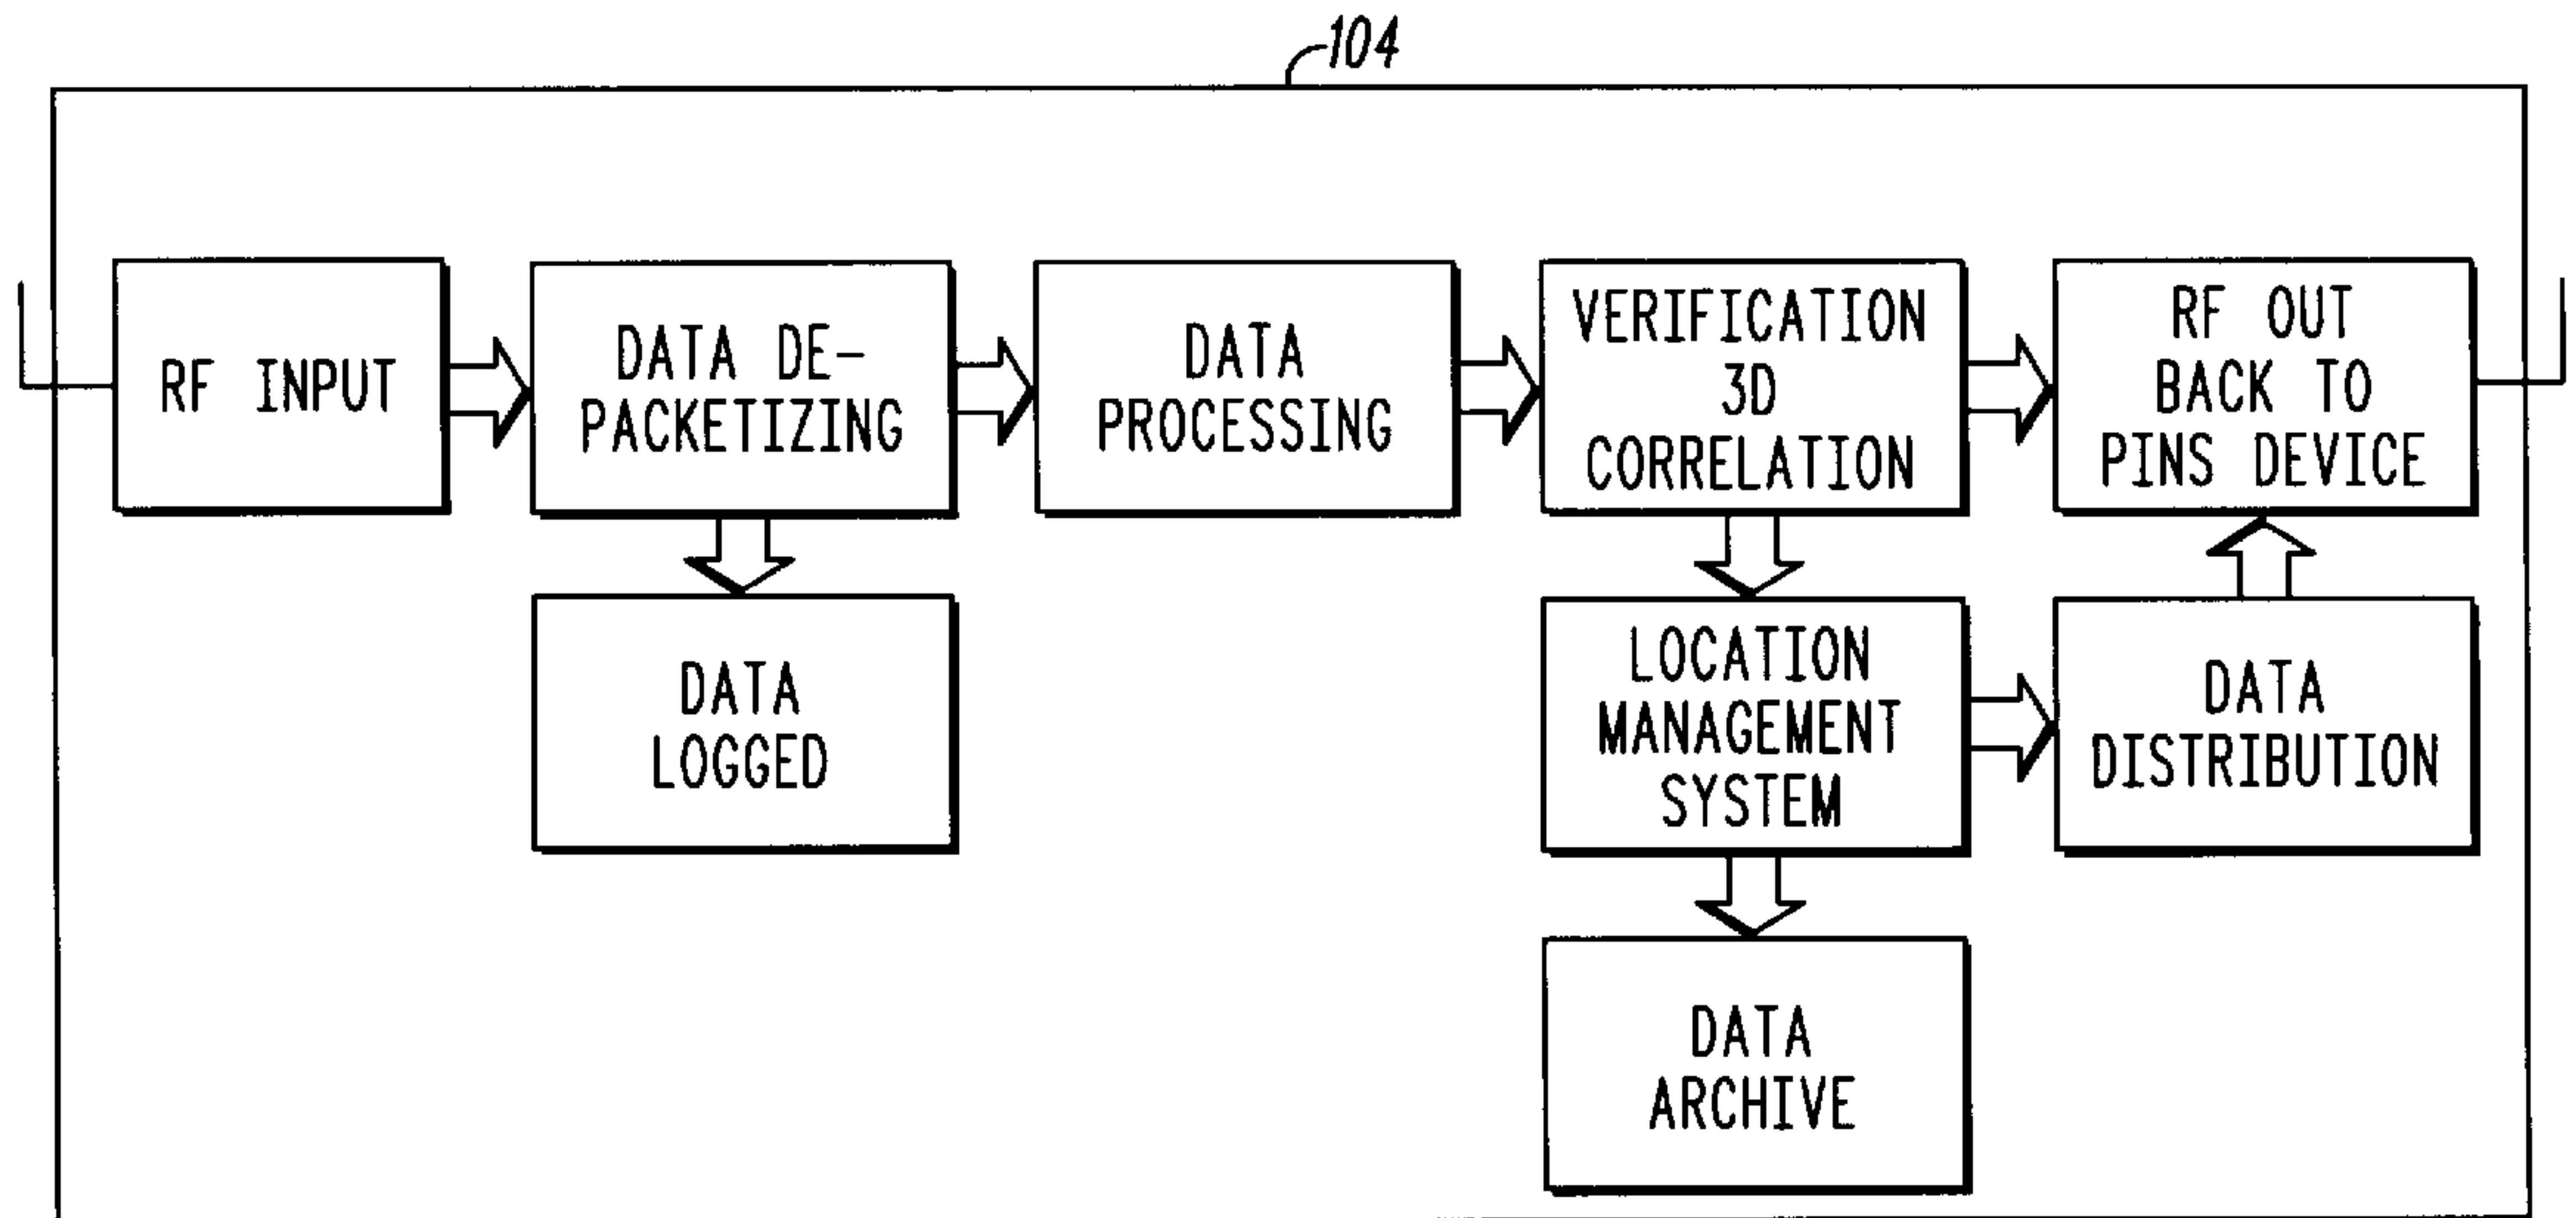 104
RF INPUT
DATA DE-
PACKETIZING
DATA
PROCESSING
VERIFICATION
3D
CORRELATION
RF OUT
BACK TO
PINS DEVICE
DATA
LOGGED
LOCATION
MANAGEMENT
SYSTEM
DATA
DISTRIBUTION
DATA
ARCHIVE